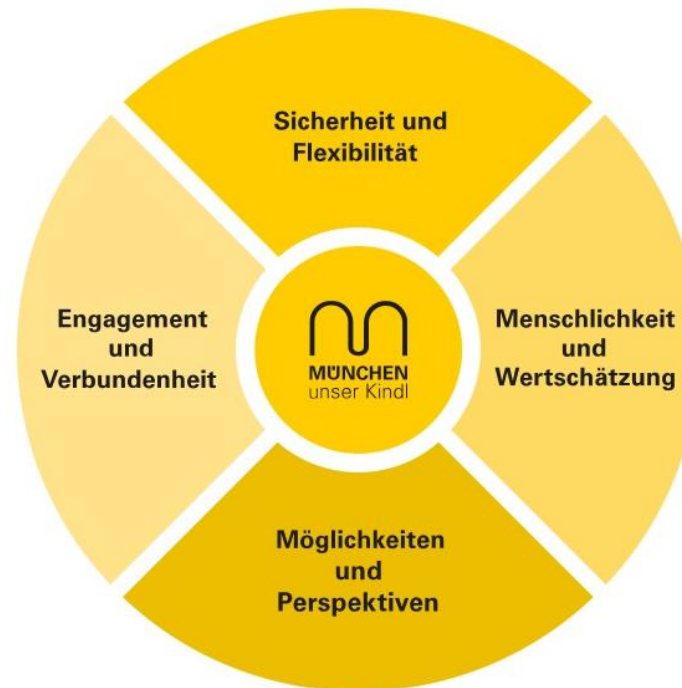 Sicherheit und
Flexibilität
Engagement
und
Verbundenheit
MÜNCHEN
unser Kindl
Menschlichkeit
und
Wertschätzung
Möglichkeiten
und
Perspektiven